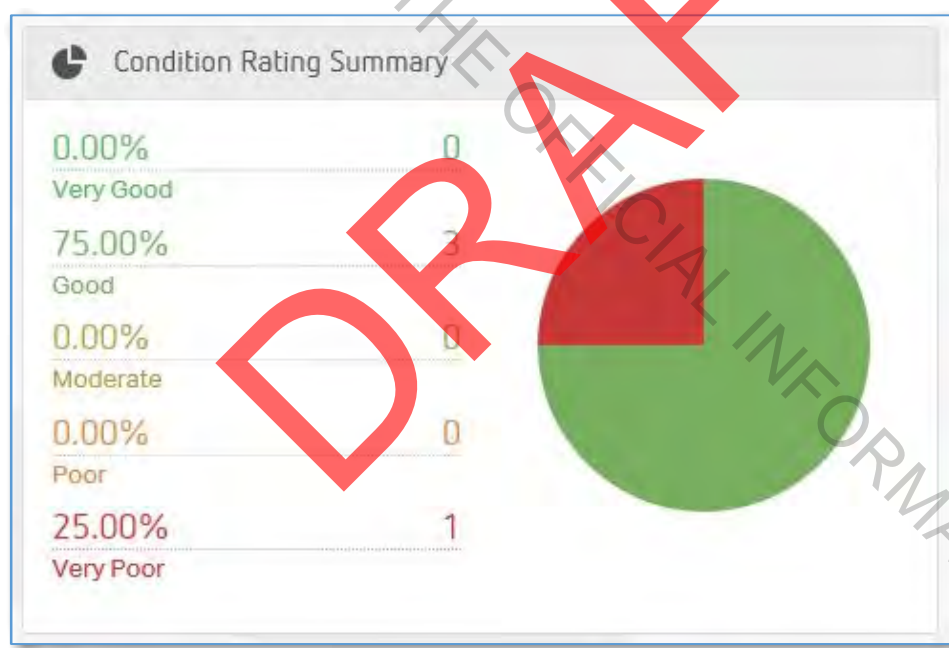 Condition Rating Summary
0.00% 0
Very Good
75.00% 3
Good
0.00% 0
Moderate
0.00% 0
Poor
25.00% 1
Very Poor
THE OFFICIAL INFORMA
DRAF